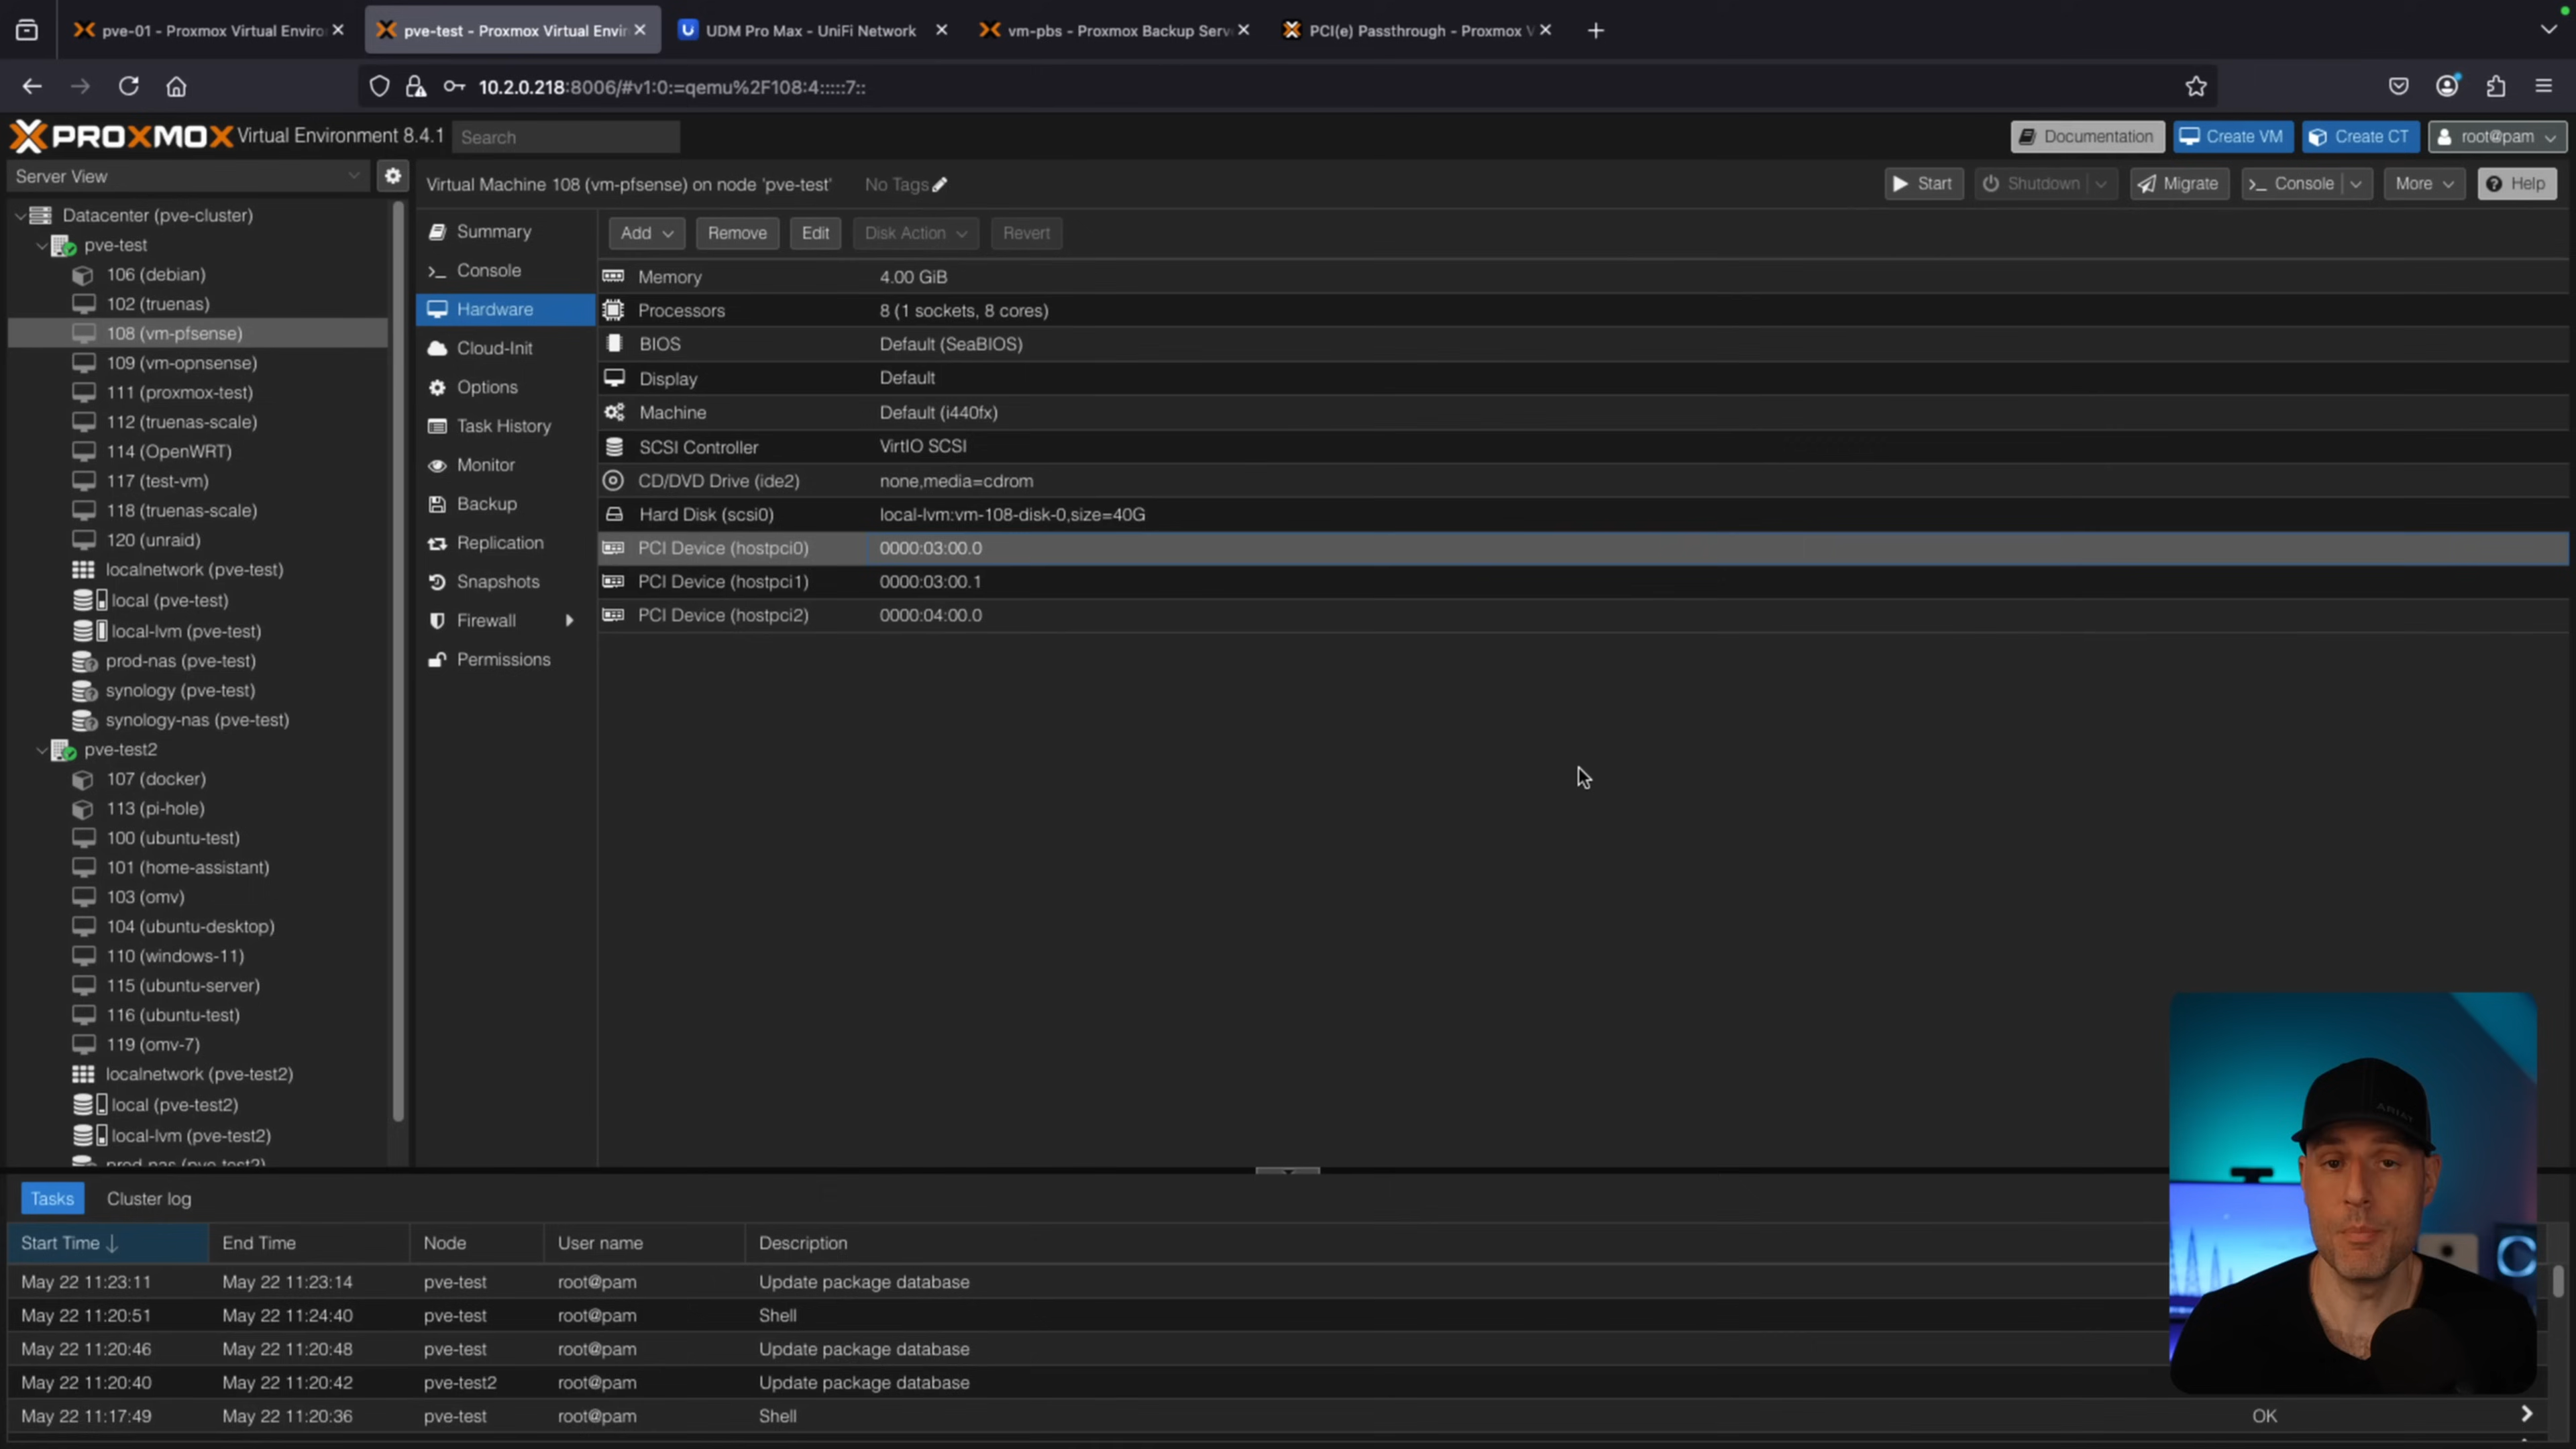 pve-01 - Proxmox Virtual Enviro
pve-test - Proxmox Virtual Envir
UDM Pro Max - UniFi Network
vm-pbs - Proxmox Backup Serv
PCI(e) Passthrough - Proxmox V
10.2.0.218:8006/#v1:0:=qemu%2F108:4:::::7::
PROXMOX Virtual Environment 8.4.1
Search
Documentation
Create VM
Create CT
root@pam
Server View
Virtual Machine 108 (vm-pfsense) on node 'pve-test'
No Tags
Start
Shutdown
Migrate
Console
More
Help
Datacenter (pve-cluster)
pve-test
106 (debian)
102 (truenas)
108 (vm-pfsense)
109 (vm-opnsense)
111 (proxmox-test)
112 (truenas-scale)
114 (OpenWRT)
117 (test-vm)
118 (truenas-scale)
120 (unraid)
localnetwork (pve-test)
local (pve-test)
local-lvm (pve-test)
prod-nas (pve-test)
synology (pve-test)
synology-nas (pve-test)
pve-test2
107 (docker)
113 (pi-hole)
100 (ubuntu-test)
101 (home-assistant)
103 (omv)
104 (ubuntu-desktop)
110 (windows-11)
115 (ubuntu-server)
116 (ubuntu-test)
119 (omv-7)
localnetwork (pve-test2)
local (pve-test2)
local-lvm (pve-test2)
prod-nas (pve-test2)
Summary
Console
Hardware
Cloud-Init
Options
Task History
Monitor
Backup
Replication
Snapshots
Firewall
Permissions
Add
Remove
Edit
Disk Action
Revert
Memory 4.00 GiB
Processors 8 (1 sockets, 8 cores)
BIOS Default (SeaBIOS)
Display Default
Machine Default (i440fx)
SCSI Controller VirtIO SCSI
CD/DVD Drive (ide2) none,media=cdrom
Hard Disk (scsi0) local-lvm:vm-108-disk-0,size=40G
PCI Device (hostpci0) 0000:03:00.0
PCI Device (hostpci1) 0000:03:00.1
PCI Device (hostpci2) 0000:04:00.0
ARIAT
Tasks
Cluster log
Start Time End Time Node User name Description
May 22 11:23:11 May 22 11:23:14 pve-test root@pam Update package database
May 22 11:20:51 May 22 11:24:40 pve-test root@pam Shell
May 22 11:20:46 May 22 11:20:48 pve-test root@pam Update package database
May 22 11:20:40 May 22 11:20:42 pve-test2 root@pam Update package database
May 22 11:17:49 May 22 11:20:36 pve-test root@pam Shell OK